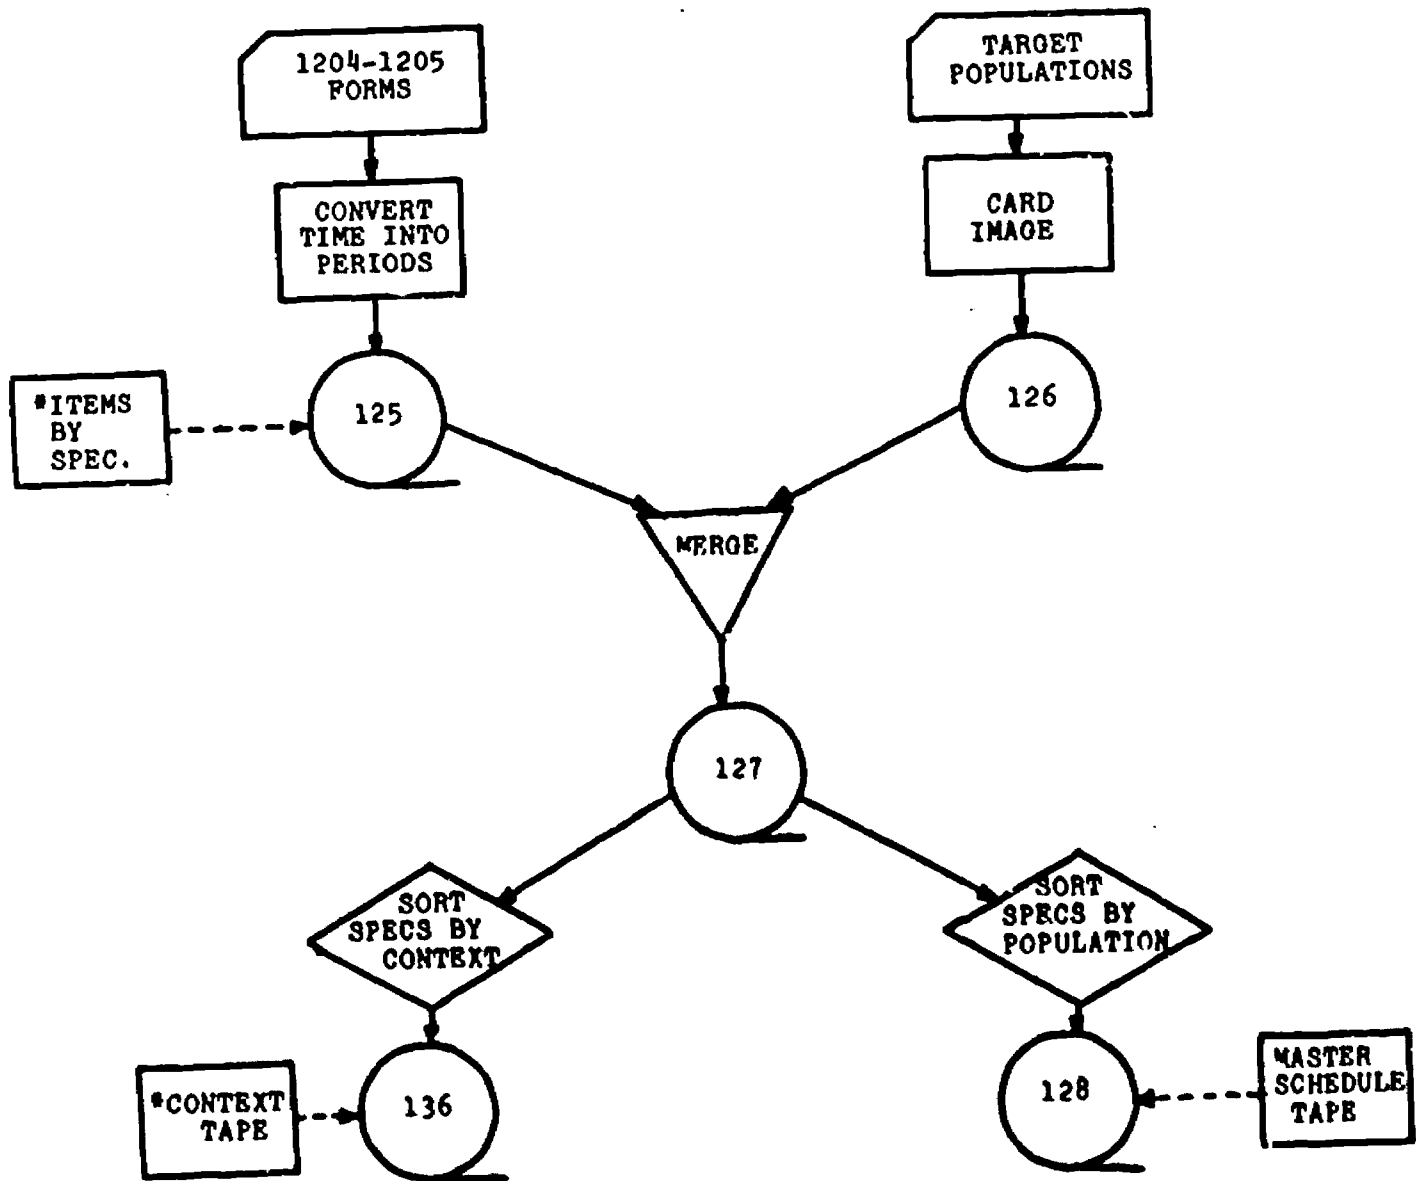 1204-1205
FORMS
TARGET
POPULATIONS
CONVERT
TIME INTO
PERIODS
CARD
IMAGE
*ITEMS
BY
SPEC.
125
126
MERGE
127
SORT
SPECS BY
CONTEXT
SORT
SPECS BY
POPULATION
*CONTEXT
TAPE
136
128
MASTER
SCHEDULE
TAPE